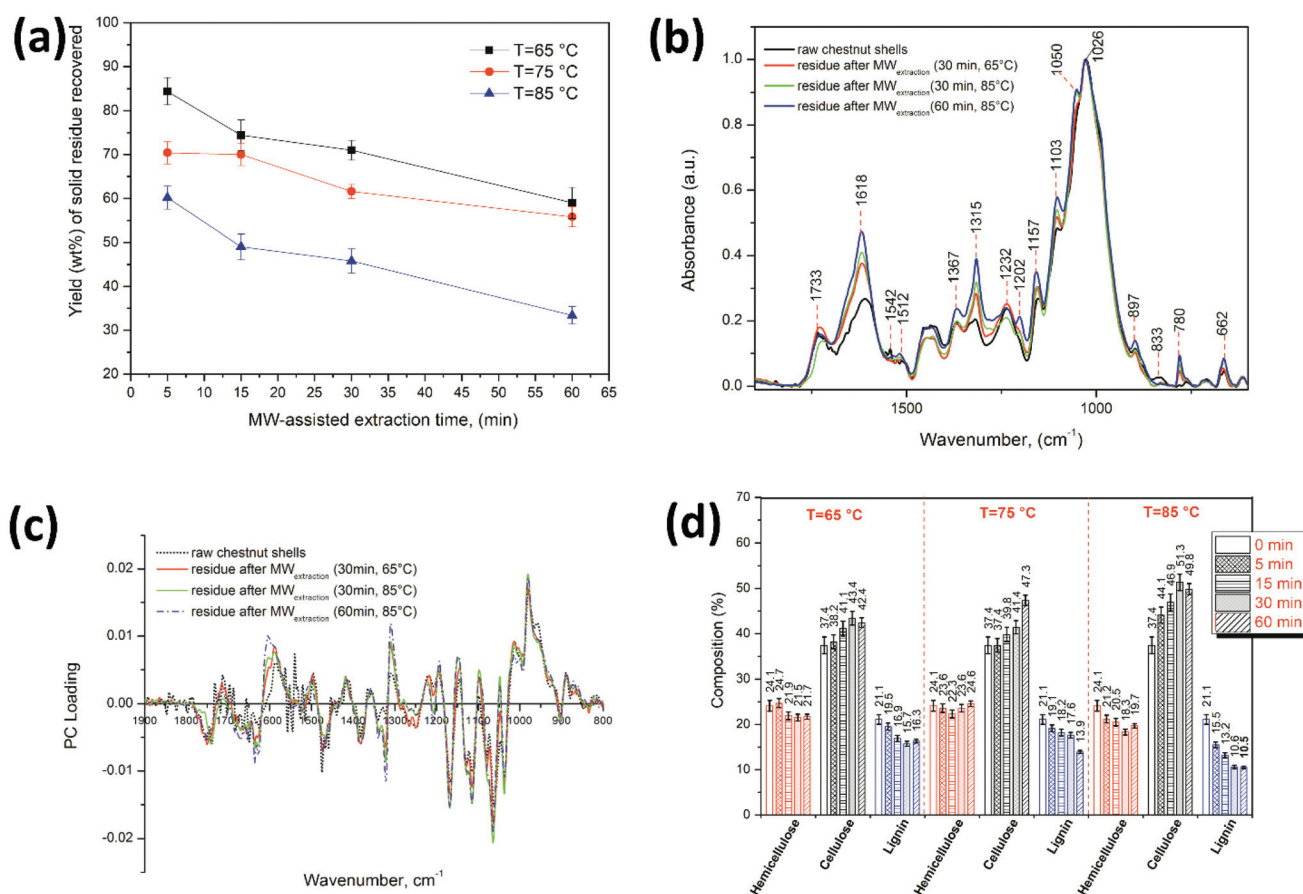 (a)
Yield (wt%) of solid residue recovered
100
90
80
70
60
50
40
30
20
T=65 °C
T=75 °C
T=85 °C
0 5 10 15 20 25 30 35 40 45 50 55 60 65
MW-assisted extraction time, (min)
(b)
Absorbance (a.u.)
1.0
0.8
0.6
0.4
0.2
0.0
raw chestnut shells
residue after MWextraction (30 min, 65°C)
residue after MWextraction (30 min, 85°C)
residue after MWextraction (60 min, 85°C)
1733
1618
1542
1512
1367
1315
1232
1202
1157
1103
1050
1026
897
833
780
662
1500 1000
Wavenumber, (cm-1)
(c)
PC Loading
0.02
0.01
0.00
-0.01
-0.02
raw chestnut shells
residue after MWextraction (30min, 65°C)
residue after MWextraction (30min, 85°C)
residue after MWextraction (60min, 85°C)
1900 1800 1700 1600 1500 1400 1300 1200 1100 1000 900 800
Wavenumber, cm-1
(d)
Composition (%)
70
60
50
40
30
20
10
0
T=65 °C T=75 °C T=85 °C
0 min
5 min
15 min
30 min
60 min
24.1 24.7 21.9 21.5 21.7
37.4 38.2 41.1 43.4 42.4
21.1 19.5 16.9 15.7 16.3
24.1 23.6 22.3 23.6 24.6
37.4 37.4 39.8 41.4 47.3
21.1 19.1 18.2 17.6 13.9
24.1 21.2 20.5 18.3 19.7
37.4 44.1 46.9 51.3 49.8
21.1 15.5 13.2 10.6 10.5
Hemicellulose Cellulose Lignin Hemicellulose Cellulose Lignin Hemicellulose Cellulose Lignin